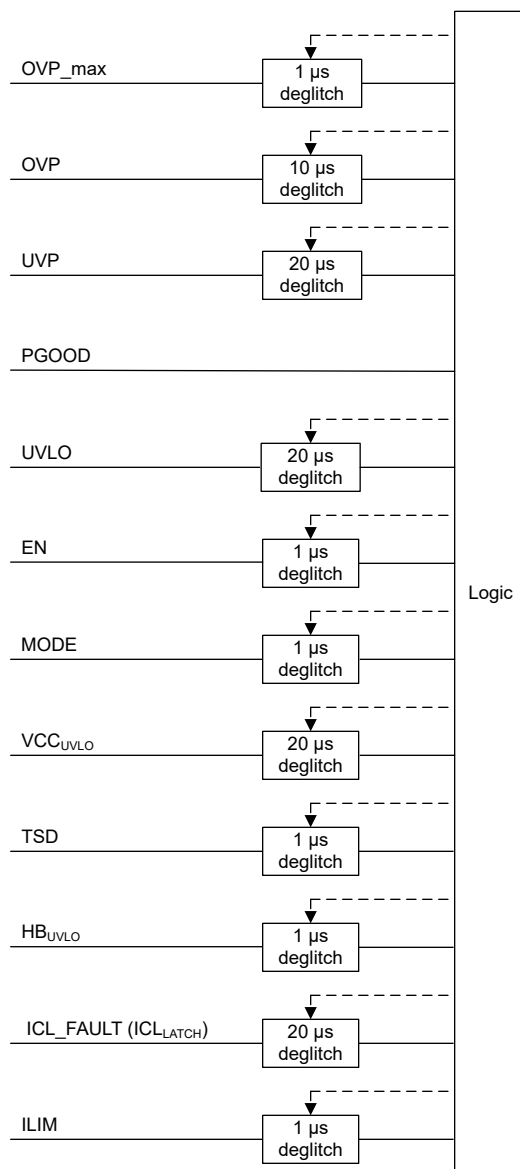 OVP_max
1 µs
deglitch
OVP
10 µs
deglitch
UVP
20 µs
deglitch
PGOOD
UVLO
20 µs
deglitch
EN
1 µs
deglitch
Logic
MODE
1 µs
deglitch
VCCUVLO
20 µs
deglitch
TSD
1 µs
deglitch
HBUVLO
1 µs
deglitch
ICL_FAULT (ICLLATCH)
20 µs
deglitch
ILIM
1 µs
deglitch